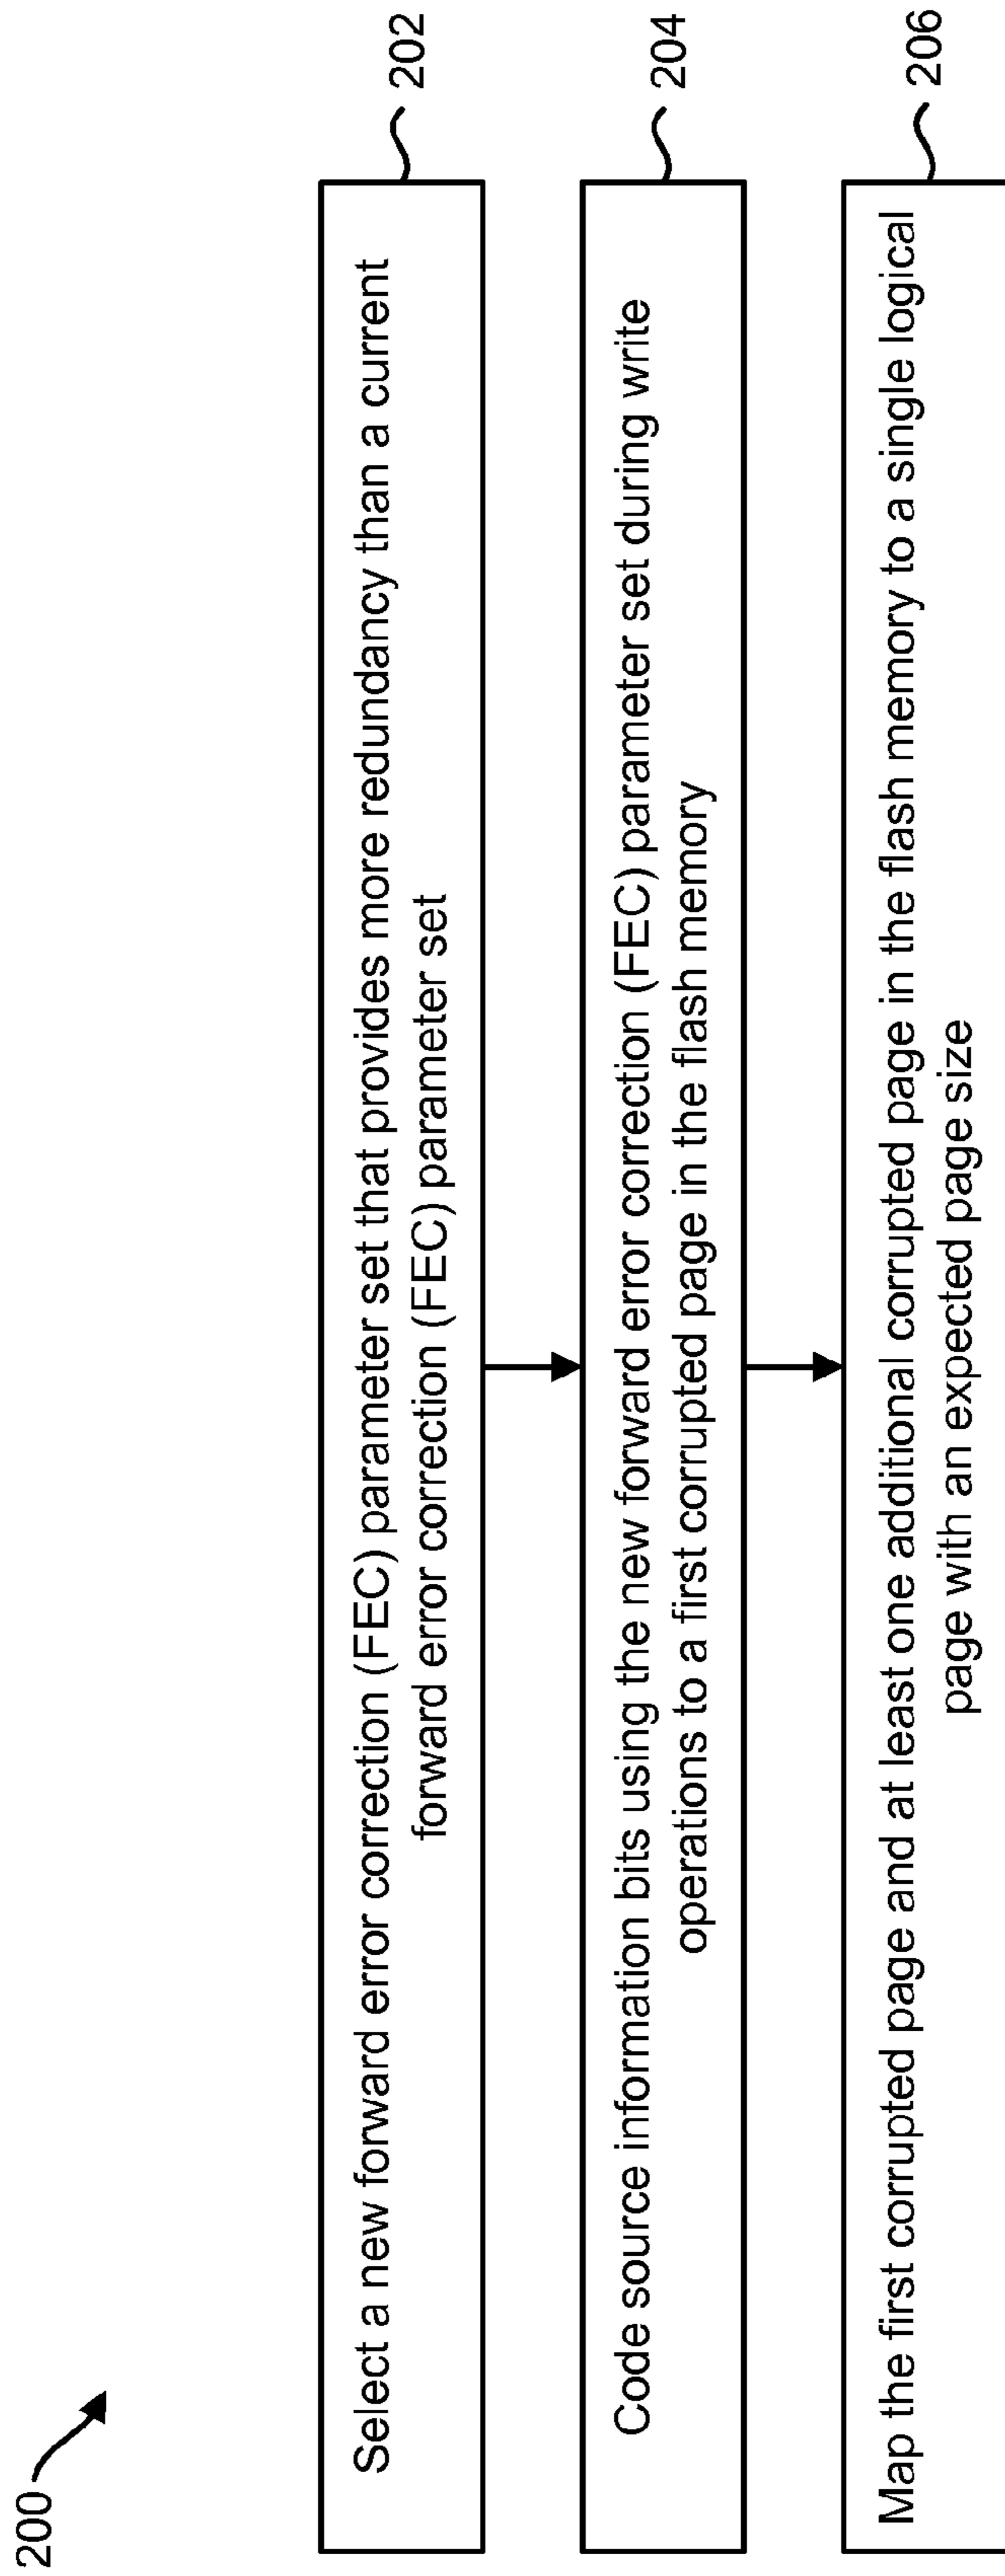 200
Select a new forward error correction (FEC) parameter set that provides more redundancy than a current
forward error correction (FEC) parameter set
202
Code source information bits using the new forward error correction (FEC) parameter set during write
operations to a first corrupted page in the flash memory
204
Map the first corrupted page and at least one additional corrupted page in the flash memory to a single logical
page with an expected page size
206